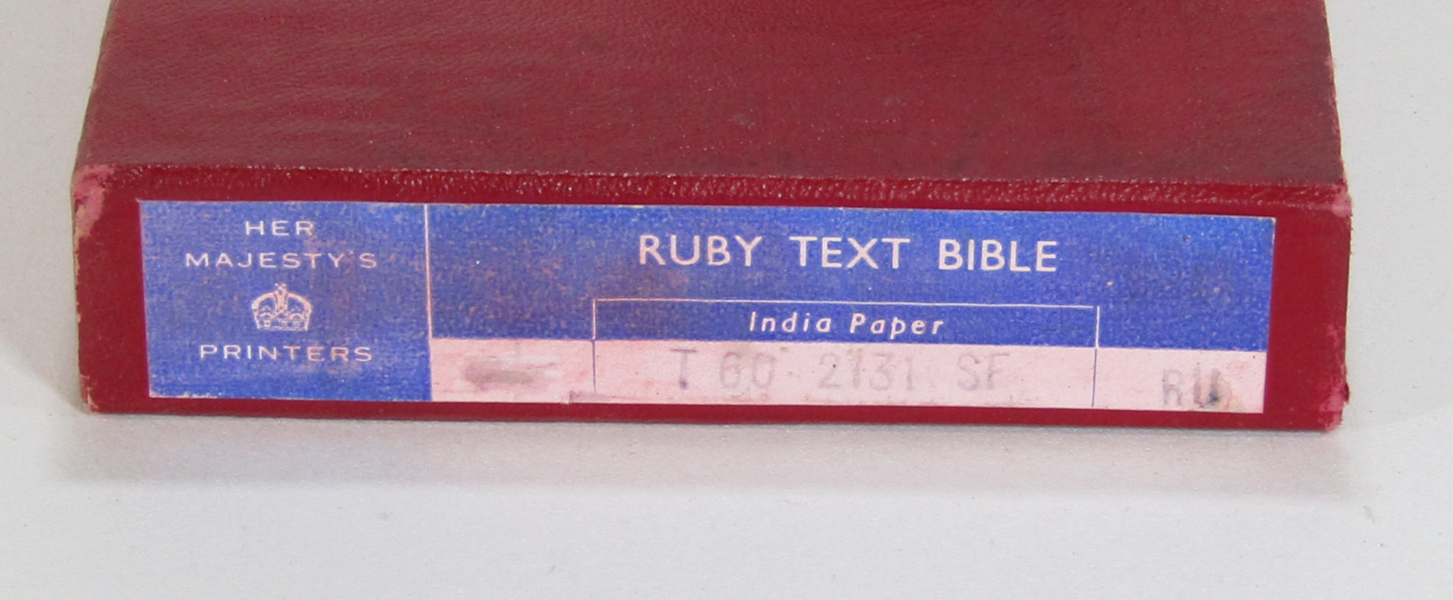 HER
MAJESTY'S
PRINTERS
RUBY TEXT BIBLE
India Paper
T 60 2131 SF
RU